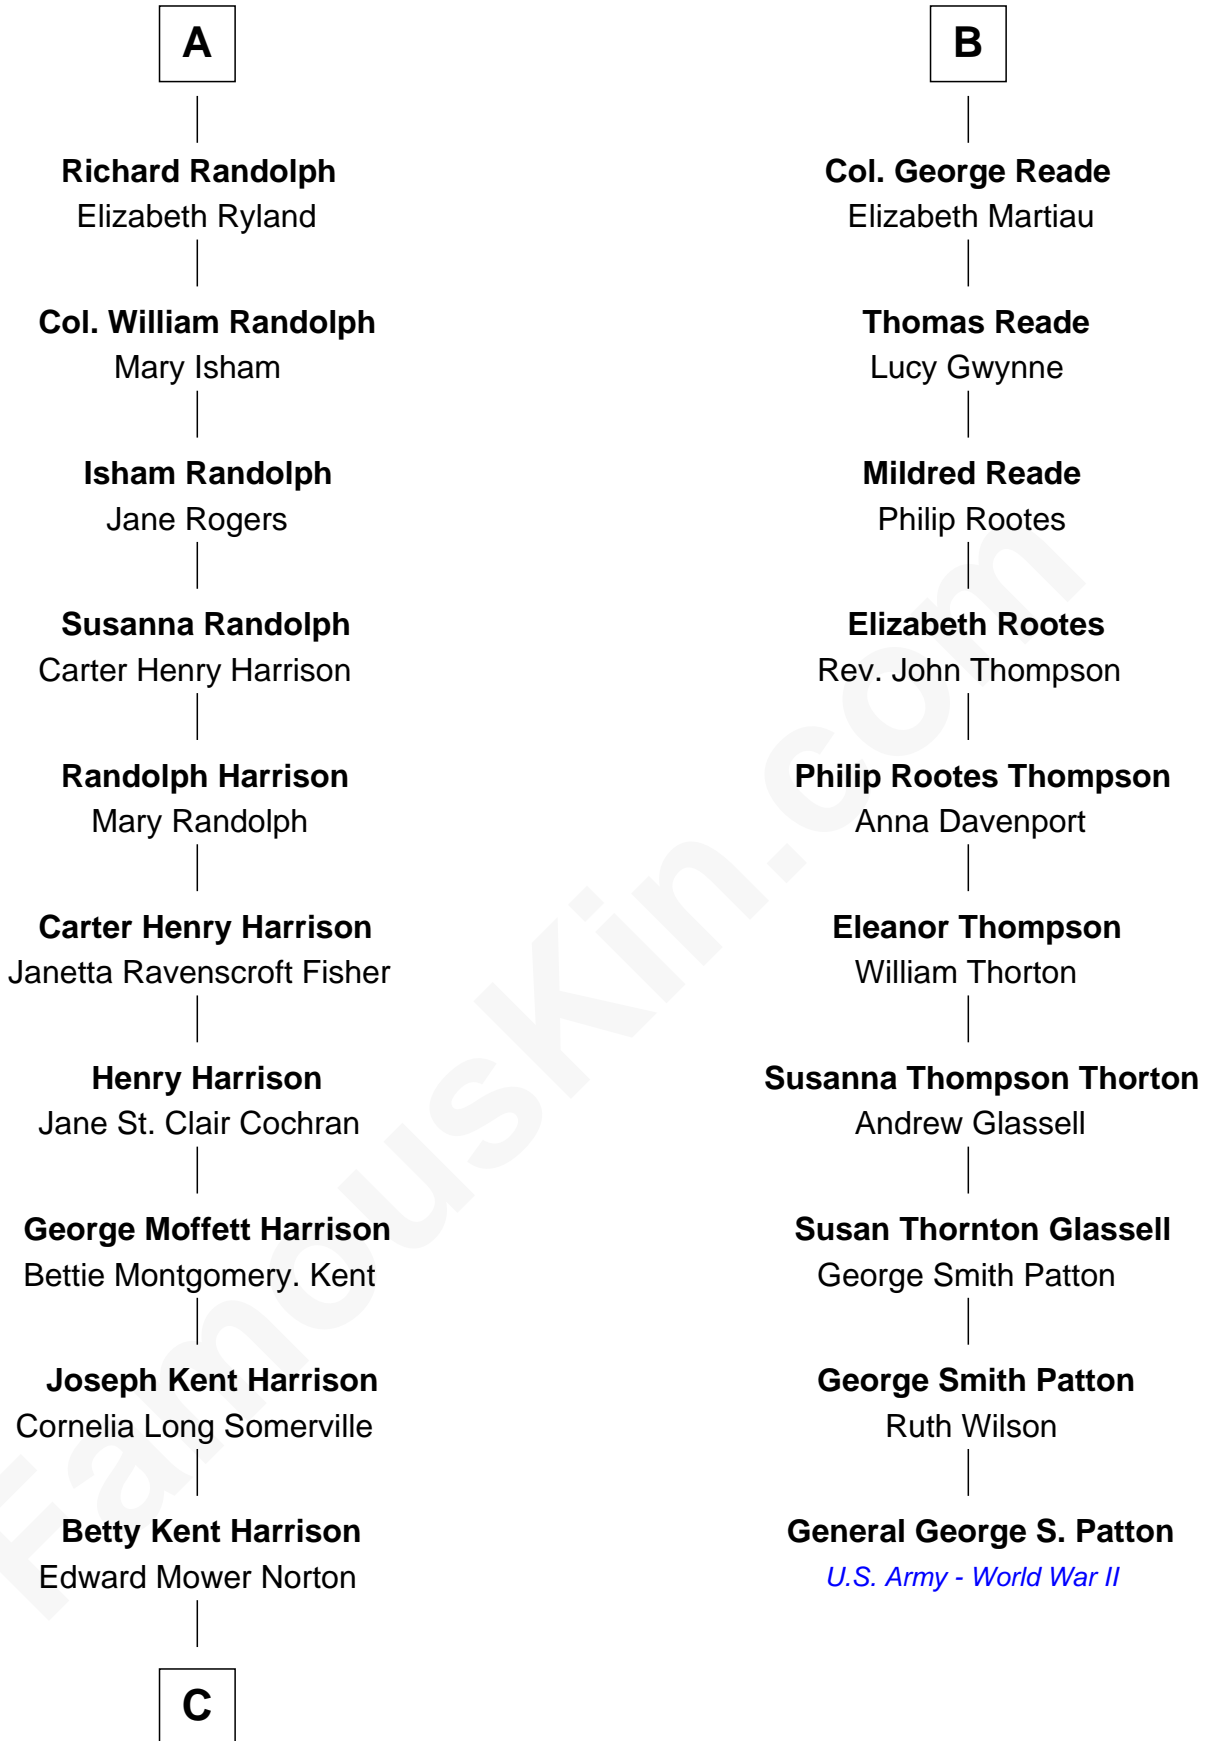 A
Richard Randolph
Elizabeth Ryland
Col. William Randolph
Mary Isham
Isham Randolph
Jane Rogers
Susanna Randolph
Carter Henry Harrison
Randolph Harrison
Mary Randolph
Carter Henry Harrison
Janetta Ravenscroft Fisher
Henry Harrison
Jane St. Clair Cochran
George Moffett Harrison
Bettie Montgomery. Kent
Joseph Kent Harrison
Cornelia Long Somerville
Betty Kent Harrison
Edward Mower Norton
C
B
Col. George Reade
Elizabeth Martiau
Thomas Reade
Lucy Gwynne
Mildred Reade
Philip Rootes
Elizabeth Rootes
Rev. John Thompson
Philip Rootes Thompson
Anna Davenport
Eleanor Thompson
William Thorton
Susanna Thompson Thorton
Andrew Glassell
Susan Thornton Glassell
George Smith Patton
George Smith Patton
Ruth Wilson
General George S. Patton
U.S. Army - World War II
FamousKin.com